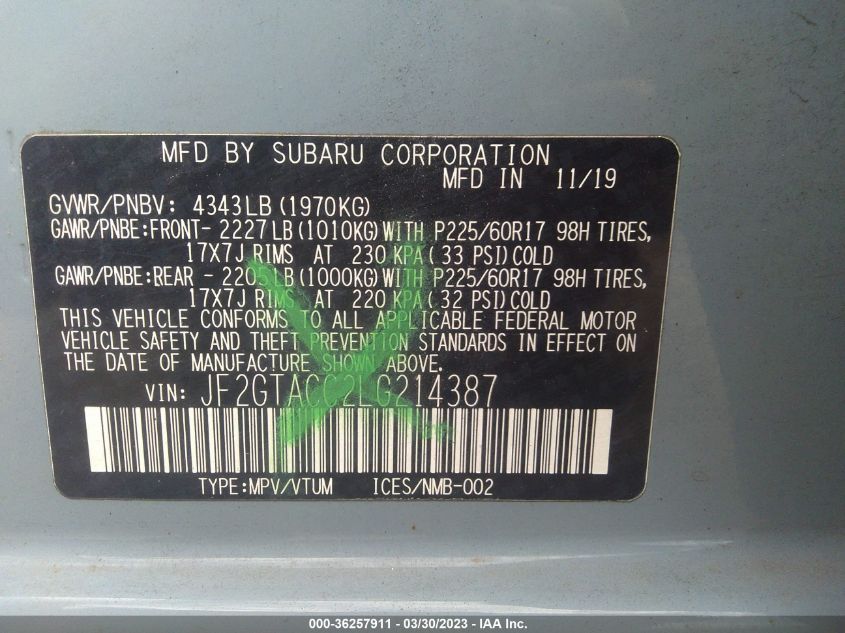 MFD BY SUBARU CORPORATION
MFD IN 11/19
GVWR/PNBV: 4343LB (1970KG)
GAWR/PNBE:FRONT- 2227LB (1010KG) WITH P225/60R17 98H TIRES,
17X7J RIMS AT 230 KPA (33 PSI) COLD
GAWR/PNBE:REAR - 2205LB (1000KG) WITH P225/60R17 98H TIRES,
17X7J RIMS AT 220 KPA (32 PSI) COLD
THIS VEHICLE CONFORMS TO ALL APPLICABLE FEDERAL MOTOR
VEHICLE SAFETY AND THEFT PREVENTION STANDARDS IN EFFECT ON
THE DATE OF MANUFACTURE SHOWN ABOVE.
VIN: JF2GTACC2LG214387
TYPE:MPV/VTUM ICES/NMB-002
000-36257911 - 03/30/2023 - © IAA Inc.